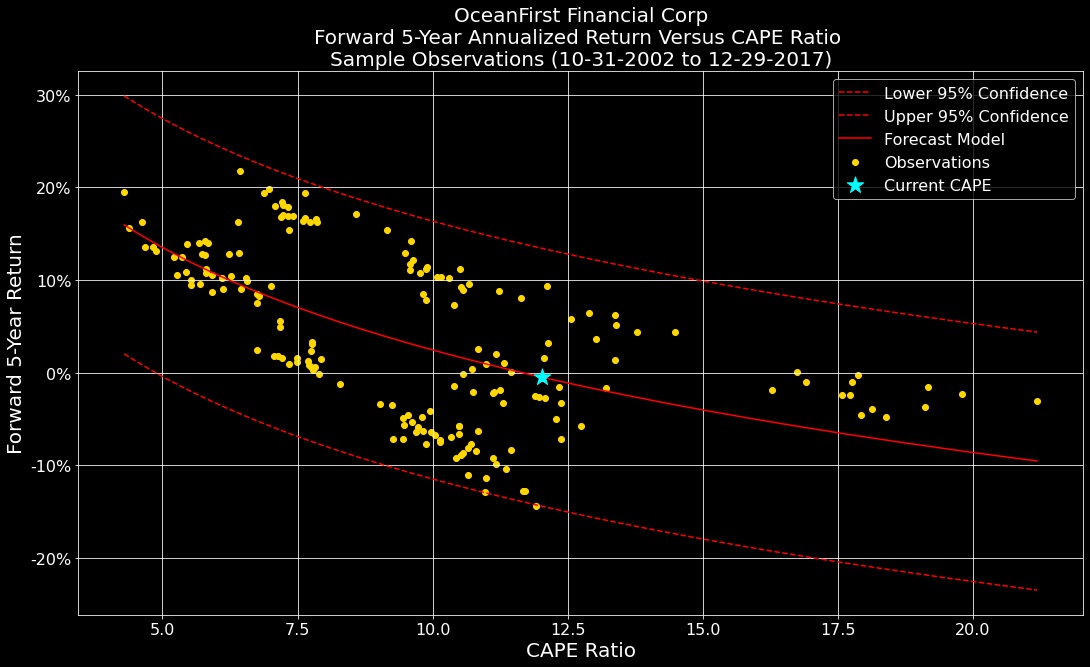 OceanFirst Financial Corp
Forward 5-Year Annualized Return Versus CAPE Ratio
Sample Observations (10-31-2002 to 12-29-2017)
Lower 95% Confidence
Upper 95% Confidence
Forecast Model
Observations
Current CAPE
Forward 5-Year Return
30%
20%
10%
0%
-10%
-20%
5.0 7.5 10.0 12.5 15.0 17.5 20.0
CAPE Ratio